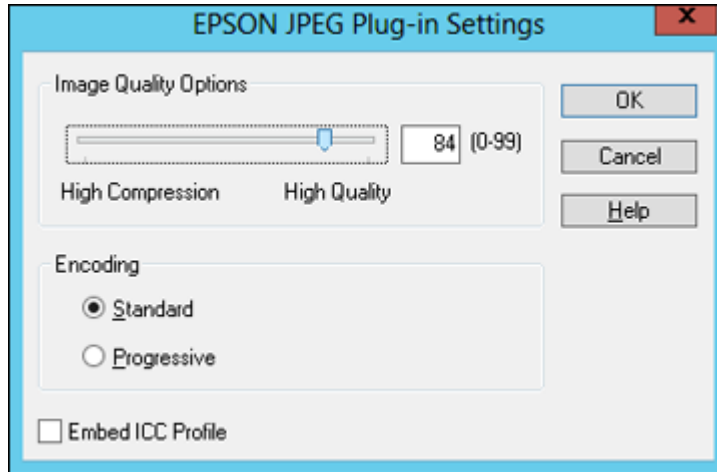 EPSON JPEG Plug-in Settings
x
Image Quality Options
84 (0-99)
High Compression High Quality
OK
Cancel
Help
Encoding
Standard
Progressive
Embed ICC Profile